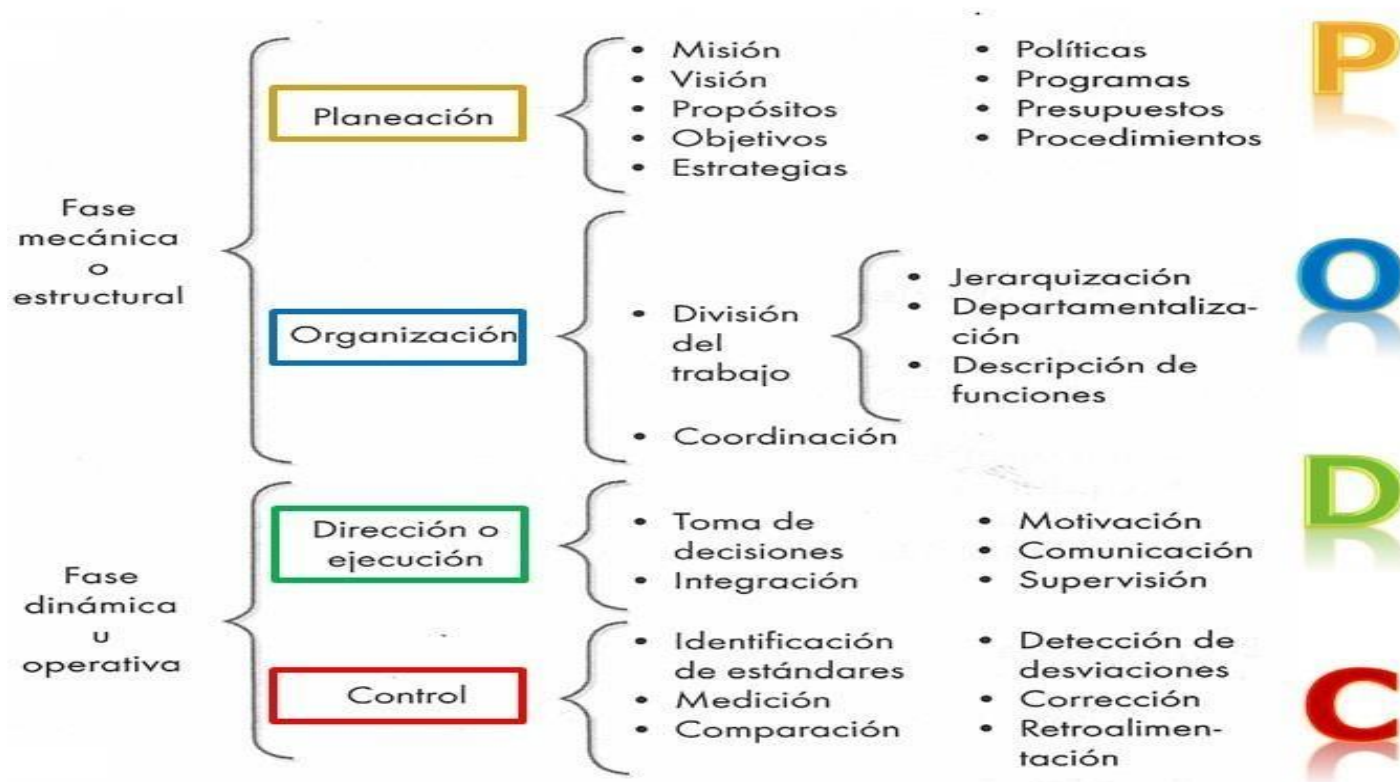 Fase
mecánica
o
estructural
Planeación
• Misión
• Visión
• Propósitos
• Objetivos
• Estrategias
• Políticas
• Programas
• Presupuestos
• Procedimientos
P
Organización
• División
del
trabajo
• Jerarquización
• Departamentaliza-
ción
• Descripción de
funciones
• Coordinación
O
Fase
dinámica
u
operativa
Dirección o
ejecución
• Toma de
decisiones
• Integración
• Motivación
• Comunicación
• Supervisión
D
Control
• Identificación
de estándares
• Medición
• Comparación
• Detección de
desviaciones
• Corrección
• Retroalimen-
tación
C